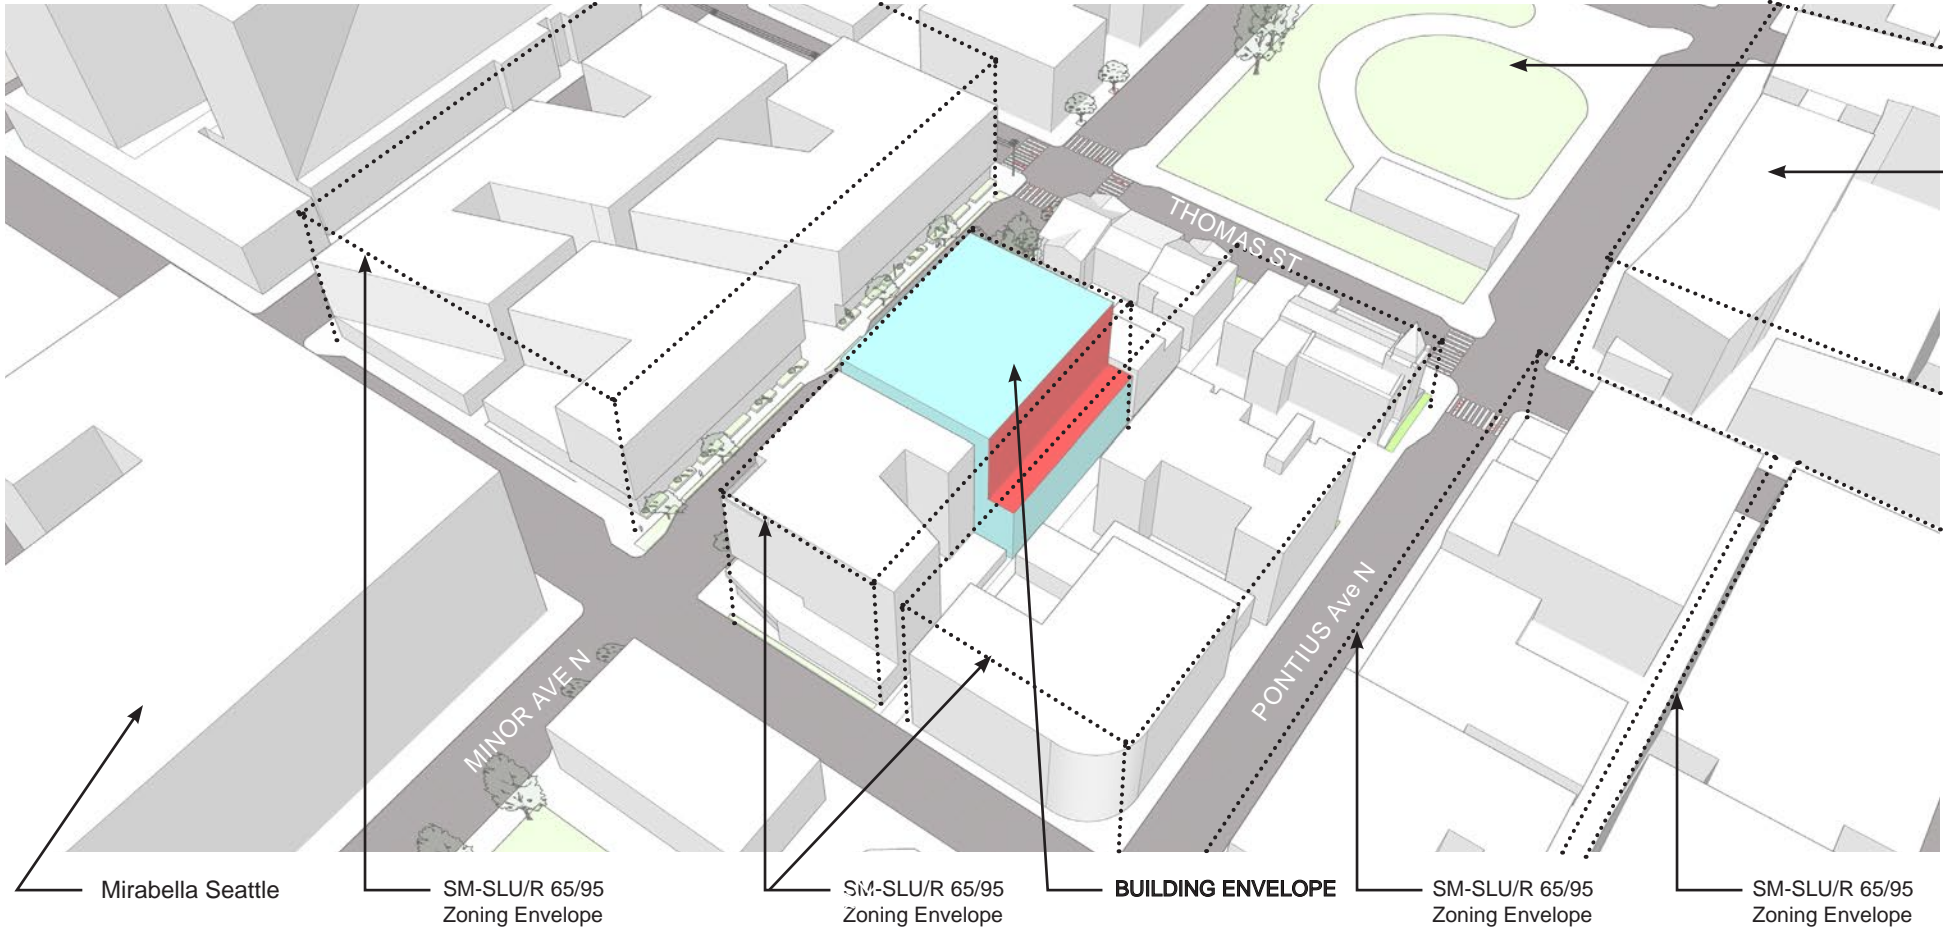 THOMAS ST
PONTIUS Ave N
MINOR AVE N
Mirabella Seattle
SM-SLU/R 65/95
Zoning Envelope
SM-SLU/R 65/95
Zoning Envelope
BUILDING ENVELOPE
SM-SLU/R 65/95
Zoning Envelope
SM-SLU/R 65/95
Zoning Envelope